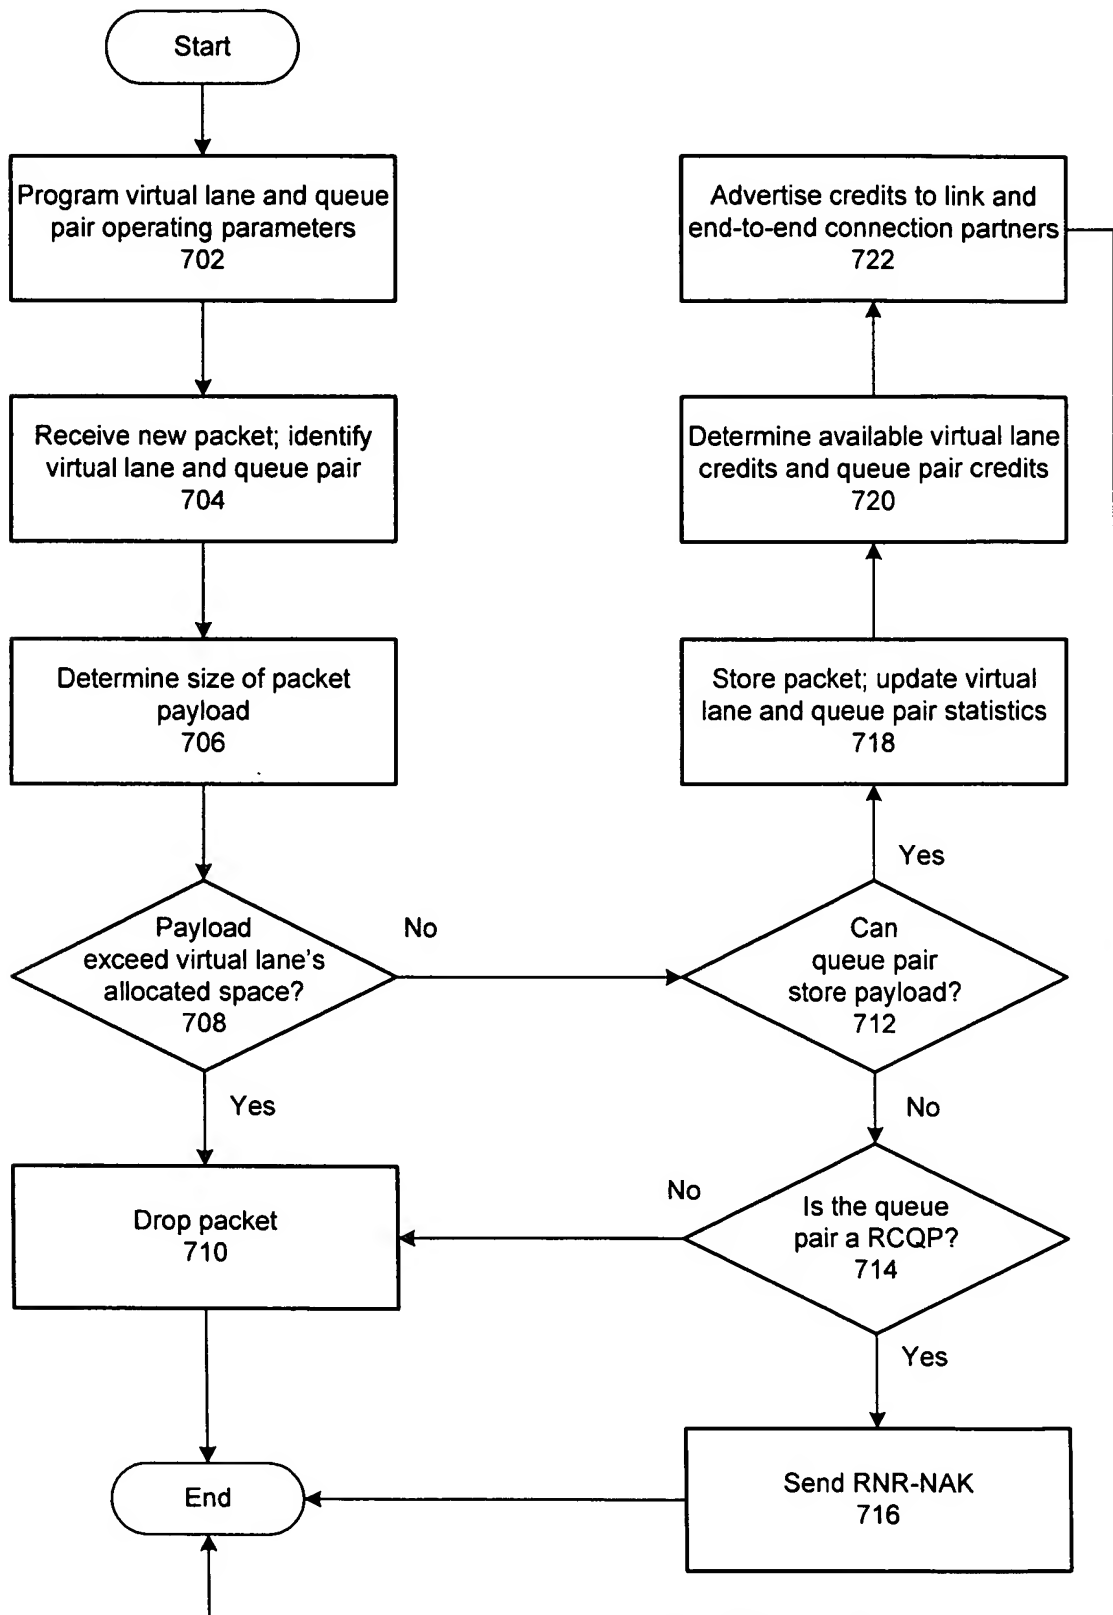 Start
Program virtual lane and queue
pair operating parameters
702
Receive new packet; identify
virtual lane and queue pair
704
Determine size of packet
payload
706
Payload
exceed virtual lane's
allocated space?
708
No
Yes
Drop packet
710
End
Advertise credits to link and
end-to-end connection partners
722
Determine available virtual lane
credits and queue pair credits
720
Store packet; update virtual
lane and queue pair statistics
718
Yes
Can
queue pair
store payload?
712
No
No
Is the queue
pair a RCQP?
714
Yes
Send RNR-NAK
716